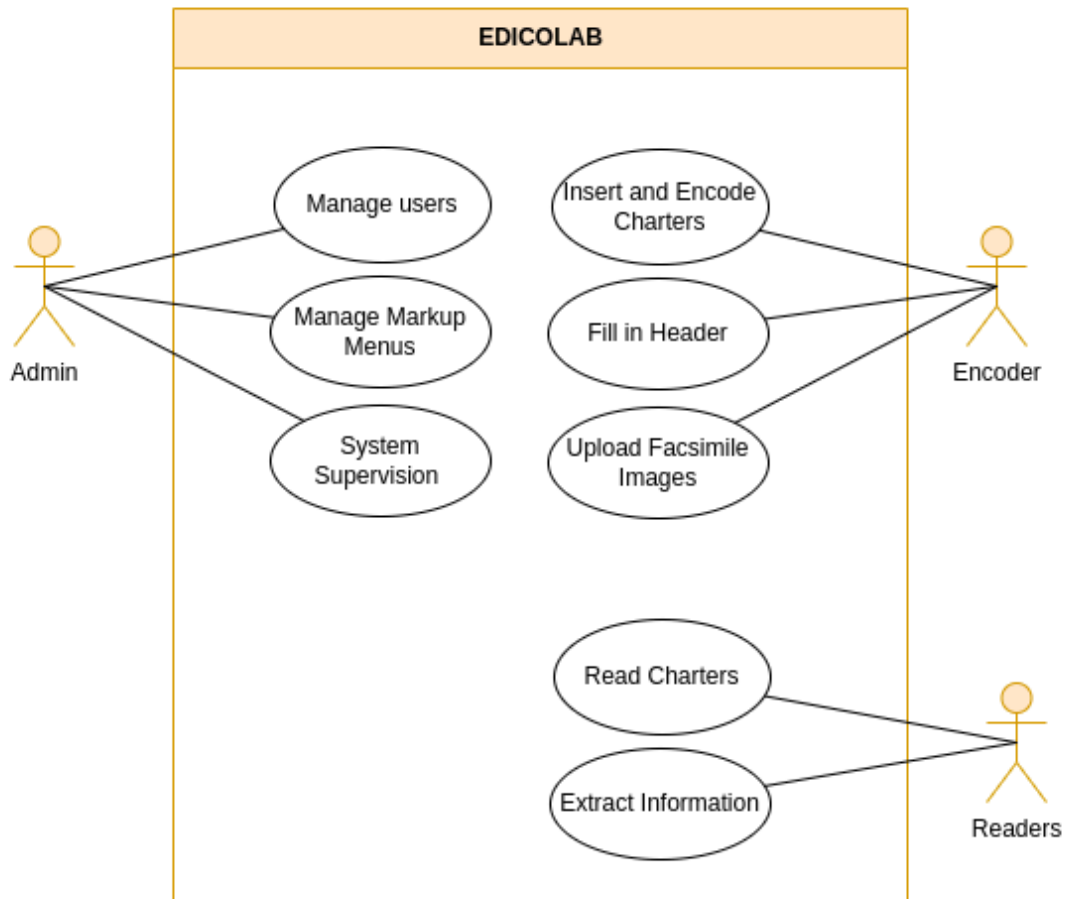 EDICOLAB
Manage users
Insert and Encode
Charters
Manage Markup
Menus
Fill in Header
Admin
Encoder
System
Supervision
Upload Facsimile
Images
Read Charters
Extract Information
Readers